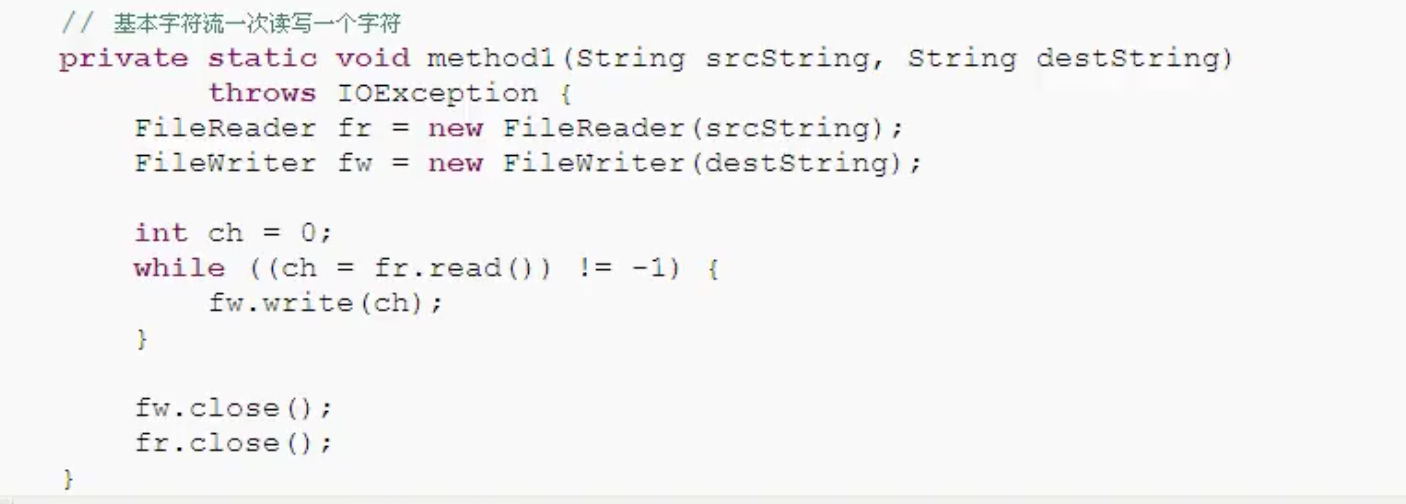 // 基本字符流一次读写一个字符
private static void method1(String srcString, String destString)
throws IOException {
FileReader fr = new FileReader(srcString);
FileWriter fw = new FileWriter(destString);
int ch = 0;
while ((ch = fr.read()) != -1) {
fw.write(ch);
}
fw.close();
fr.close();
}